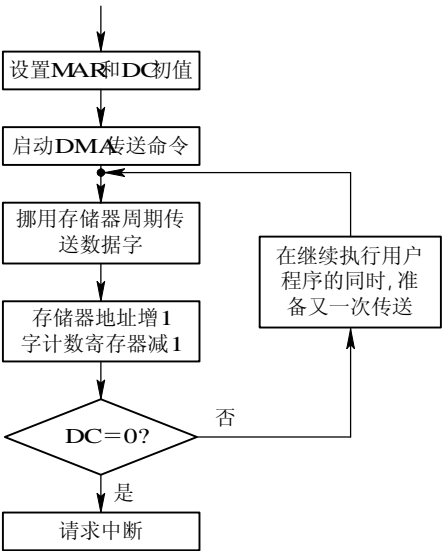 设置MAR和DC初值
启动DMA传送命令
挪用存储器周期传
送数据字
存储器地址增1
字计数寄存器减1
在继续执行用户
程序的同时,准
备又一次传送
DC=0?
否
是
请求中断